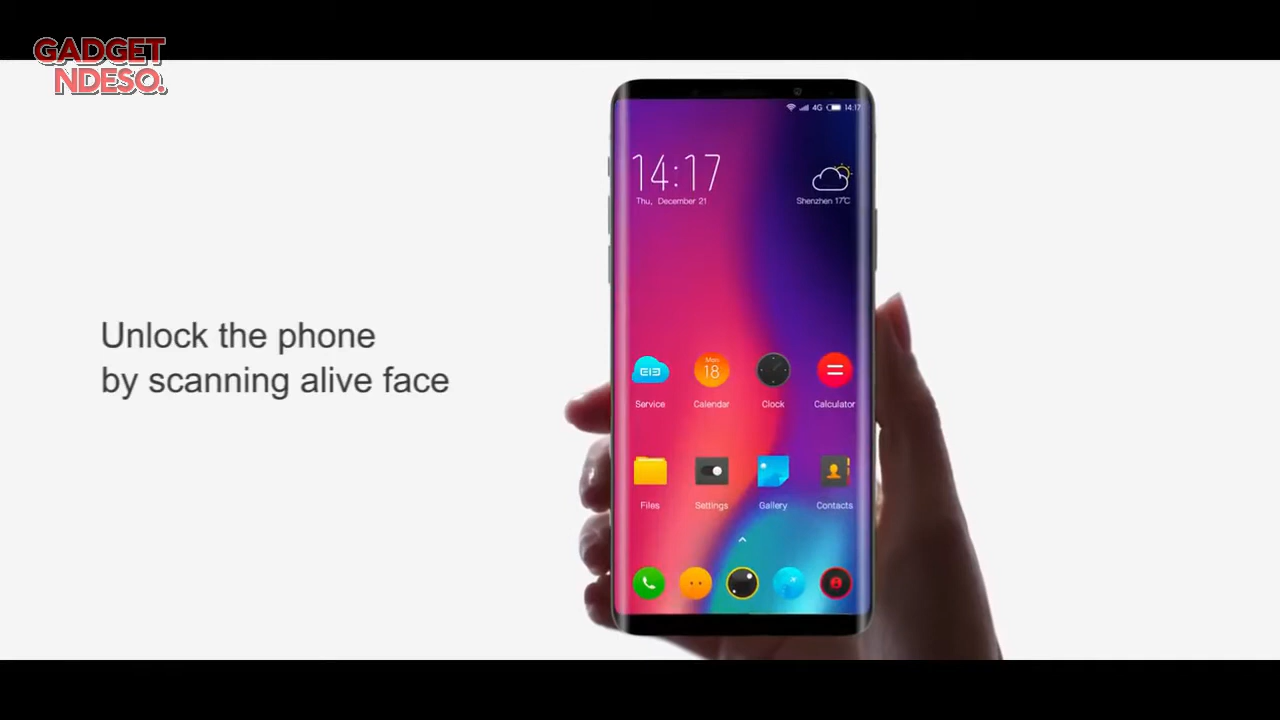 GADGET
NDESO.
4G 14:17
14:17
Thu, December 21
Shenzhen 17℃
Unlock the phone
by scanning alive face
Mon
18
Service Calendar Clock Calculator
Files Settings Gallery Contacts